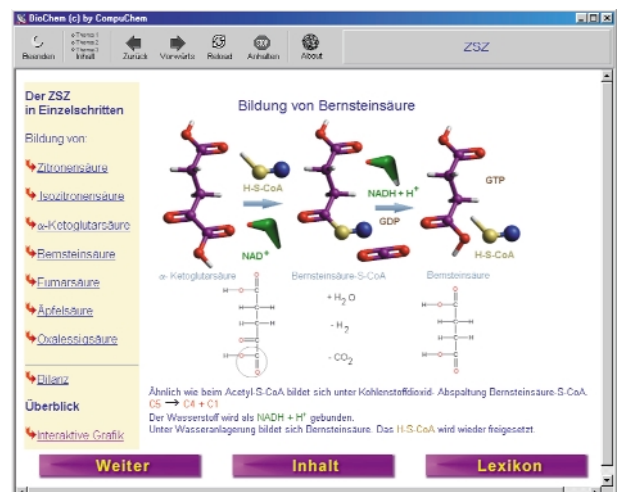 BioChem (c) by CompuChem
Beenden Inhalt Zurück Vorwärts Reload Anhalten About
ZSZ
Der ZSZ
in Einzelschritten
Bildung von:
Zitronensäure
Isozitronensäure
α-Ketoglutarsäure
Bernsteinsäure
Fumarsäure
Äpfelsäure
Oxalessigsäure
Bilanz
Überblick
Interaktive Grafik
Bildung von Bernsteinsäure
H-S-CoA
NAD+
NADH + H+
GDP
GTP
H-S-CoA
α- Ketoglutarsäure Bernsteinsäure-S-CoA Bernsteinsäure
+ H2O
- H2
- CO2
Ähnlich wie beim Acetyl-S-CoA bildet sich unter Kohlenstoffdioxid- Abspaltung Bernsteinsäure-S-CoA.
C5 → C4 + C1
Der Wasserstoff wird als NADH + H+ gebunden.
Unter Wasseranlagerung bildet sich Bernsteinsäure. Das H-S-CoA wird wieder freigesetzt.
Weiter Inhalt Lexikon